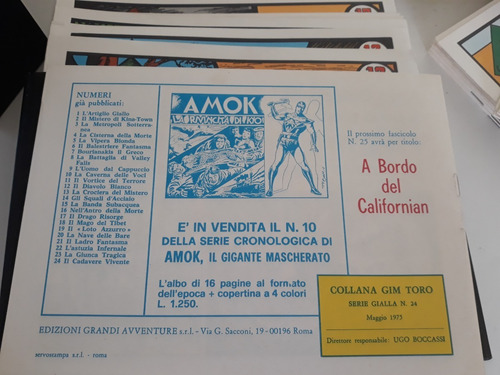 NUMERI
già pubblicati:
1 L'Artiglio Giallo
2 Il Mistero di Kino-Town
3 La Metropoli Sotterra-
nea
4 La Cisterna della Morte
5 La Vipera Bionda
6 Il Balestriere Fantasma
7 Bourianakis il Greco
8 La Battaglia di Valley
Falls
9 L'Uomo dal Cappuccio
10 La Caverna delle Voci
11 Il Vortice del Terrore
12 Il Diavolo Bianco
13 La Crociera del Mistero
14 Gli Squali d'Acciaio
15 La Banda Subacquea
16 Nell'Antro della Morte
17 Il Drago Risorge
18 Il Mago del Tibet
19 Il «Loto Azzurro»
20 La Nave delle Bare
21 Il Ladro Fantasma
22 L'astuzia Infernale
23 La Giunca Tragica
24 Il Cadavere Vivente
AMOK
LA RIVINCITA DI KIOO
E' IN VENDITA IL N. 10
DELLA SERIE CRONOLOGICA DI
AMOK, IL GIGANTE MASCHERATO
L'albo di 16 pagine al formato
dell'epoca + copertina a 4 colori
L. 1.250.
Il prossimo fascicolo
N. 25 avrà per titolo:
A Bordo
del
Californian
COLLANA GIM TORO
SERIE GIALLA N. 24
Maggio 1975
Direttore responsabile: UGO BOCCASSI
EDIZIONI GRANDI AVVENTURE s.r.l. - Via G. Sacconi, 19 - 00196 Roma
servostampa s.r.l. - roma